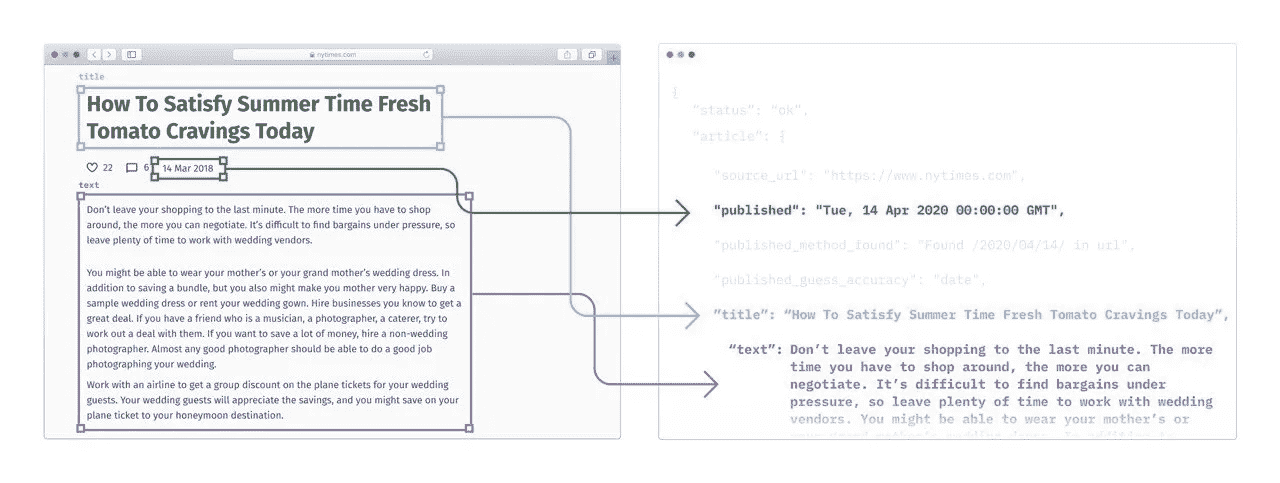 nytimes.com
title
How To Satisfy Summer Time Fresh
Tomato Cravings Today
22
6
14 Mar 2018
text
Don't leave your shopping to the last minute. The more time you have to shop
around, the more you can negotiate. It's difficult to find bargains under pressure, so
leave plenty of time to work with wedding vendors.
You might be able to wear your mother's or your grand mother's wedding dress. In
addition to saving a bundle, but you also might make you mother very happy. Buy a
sample wedding dress or rent your wedding gown. Hire businesses you know to get a
great deal. If you have a friend who is a musician, a photographer, a caterer, try to
work out a deal with them. If you want to save a lot of money, hire a non-wedding
photographer. Almost any good photographer should be able to do a good job
photographing your wedding.
Work with an airline to get a group discount on the plane tickets for your wedding
guests. Your wedding guests will appreciate the savings, and you might save on your
plane ticket to your honeymoon destination.
{
"status": "ok",
"article": {
"source_url": "https://www.nytimes.com",
"published": "Tue, 14 Apr 2020 00:00:00 GMT",
"published_method_found": "Found /2020/04/14/ in url",
"published_guess_accuracy": "date",
"title": "How To Satisfy Summer Time Fresh Tomato Cravings Today",
"text": Don't leave your shopping to the last minute. The more
time you have to shop around, the more you can
negotiate. It's difficult to find bargains under
pressure, so leave plenty of time to work with wedding
vendors. You might be able to wear your mother's or